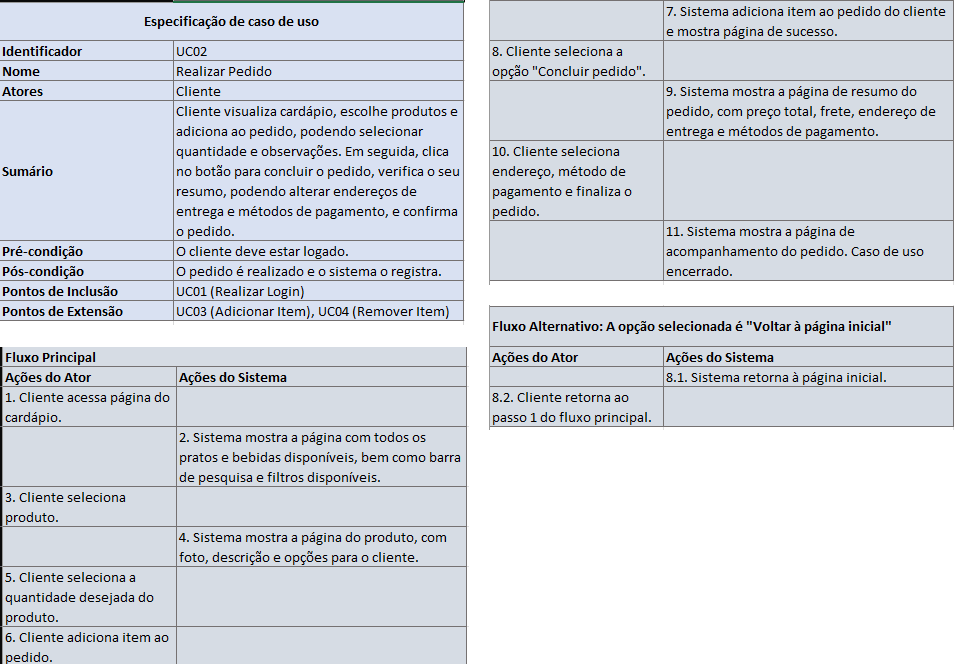 Especificação de caso de uso
Identificador UC02
Nome Realizar Pedido
Atores Cliente
Sumário Cliente visualiza cardápio, escolhe produtos e
adiciona ao pedido, podendo selecionar
quantidade e observações. Em seguida, clica
no botão para concluir o pedido, verifica o seu
resumo, podendo alterar endereços de
entrega e métodos de pagamento, e confirma
o pedido.
Pré-condição O cliente deve estar logado.
Pós-condição O pedido é realizado e o sistema o registra.
Pontos de Inclusão UC01 (Realizar Login)
Pontos de Extensão UC03 (Adicionar Item), UC04 (Remover Item)
Fluxo Principal
Ações do Ator Ações do Sistema
1. Cliente acessa página do
cardápio.
2. Sistema mostra a página com todos os
pratos e bebidas disponíveis, bem como barra
de pesquisa e filtros disponíveis.
3. Cliente seleciona
produto.
4. Sistema mostra a página do produto, com
foto, descrição e opções para o cliente.
5. Cliente seleciona a
quantidade desejada do
produto.
6. Cliente adiciona item ao
pedido.
7. Sistema adiciona item ao pedido do cliente
e mostra página de sucesso.
8. Cliente seleciona a
opção "Concluir pedido".
9. Sistema mostra a página de resumo do
pedido, com preço total, frete, endereço de
entrega e métodos de pagamento.
10. Cliente seleciona
endereço, método de
pagamento e finaliza o
pedido.
11. Sistema mostra a página de
acompanhamento do pedido. Caso de uso
encerrado.
Fluxo Alternativo: A opção selecionada é "Voltar à página inicial"
Ações do Ator Ações do Sistema
8.1. Sistema retorna à página inicial.
8.2. Cliente retorna ao
passo 1 do fluxo principal.